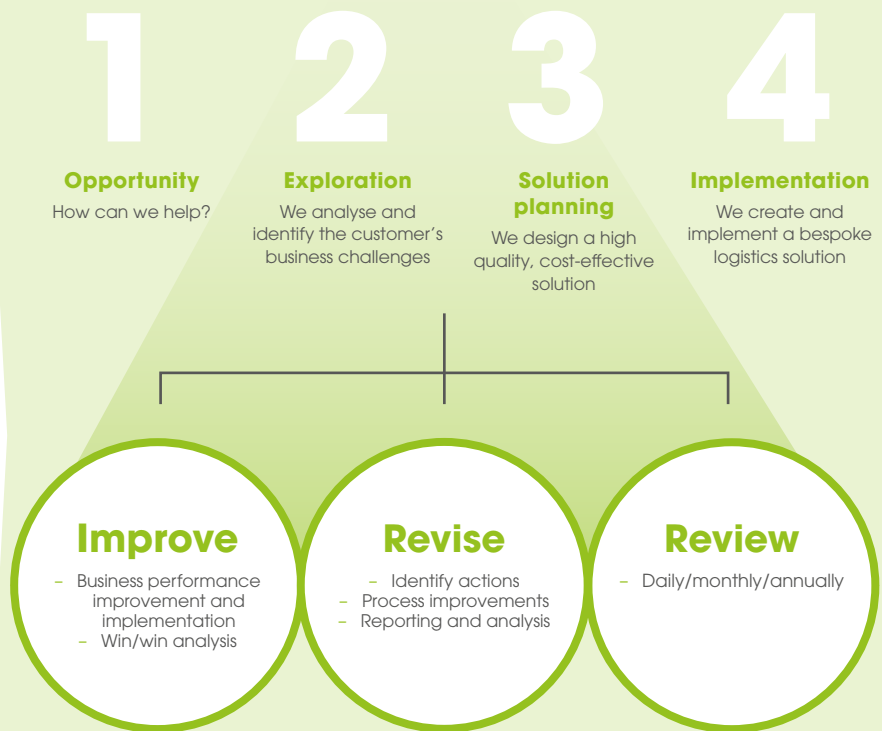 1
Opportunity
How can we help?
2
Exploration
We analyse and
identify the customer’s
business challenges
3
Solution
planning
We design a high
quality, cost-effective
solution
4
Implementation
We create and
implement a bespoke
logistics solution
Improve
– Business performance
improvement and
implementation
– Win/win analysis
Revise
– Identify actions
– Process improvements
– Reporting and analysis
Review
– Daily/monthly/annually